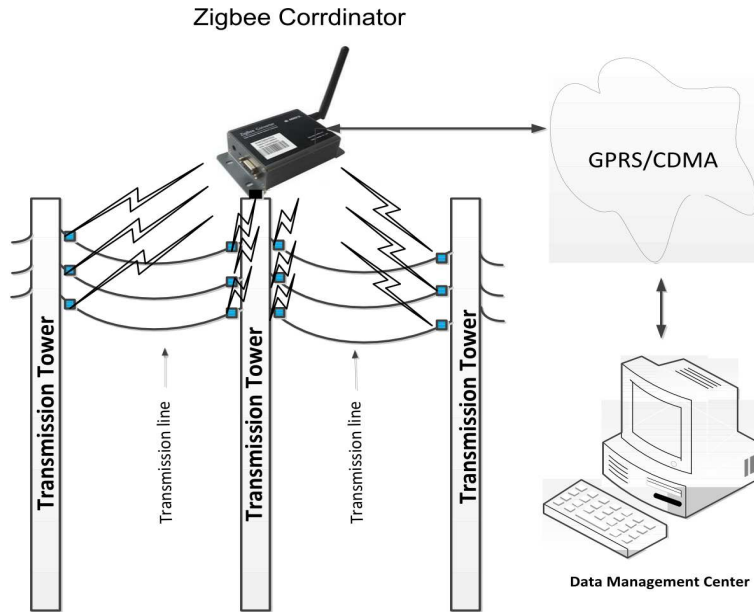 Zigbee Corrdinator
GPRS/CDMA
Transmission Tower
Transmission line
Transmission Tower
Transmission line
Transmission Tower
Data Management Center